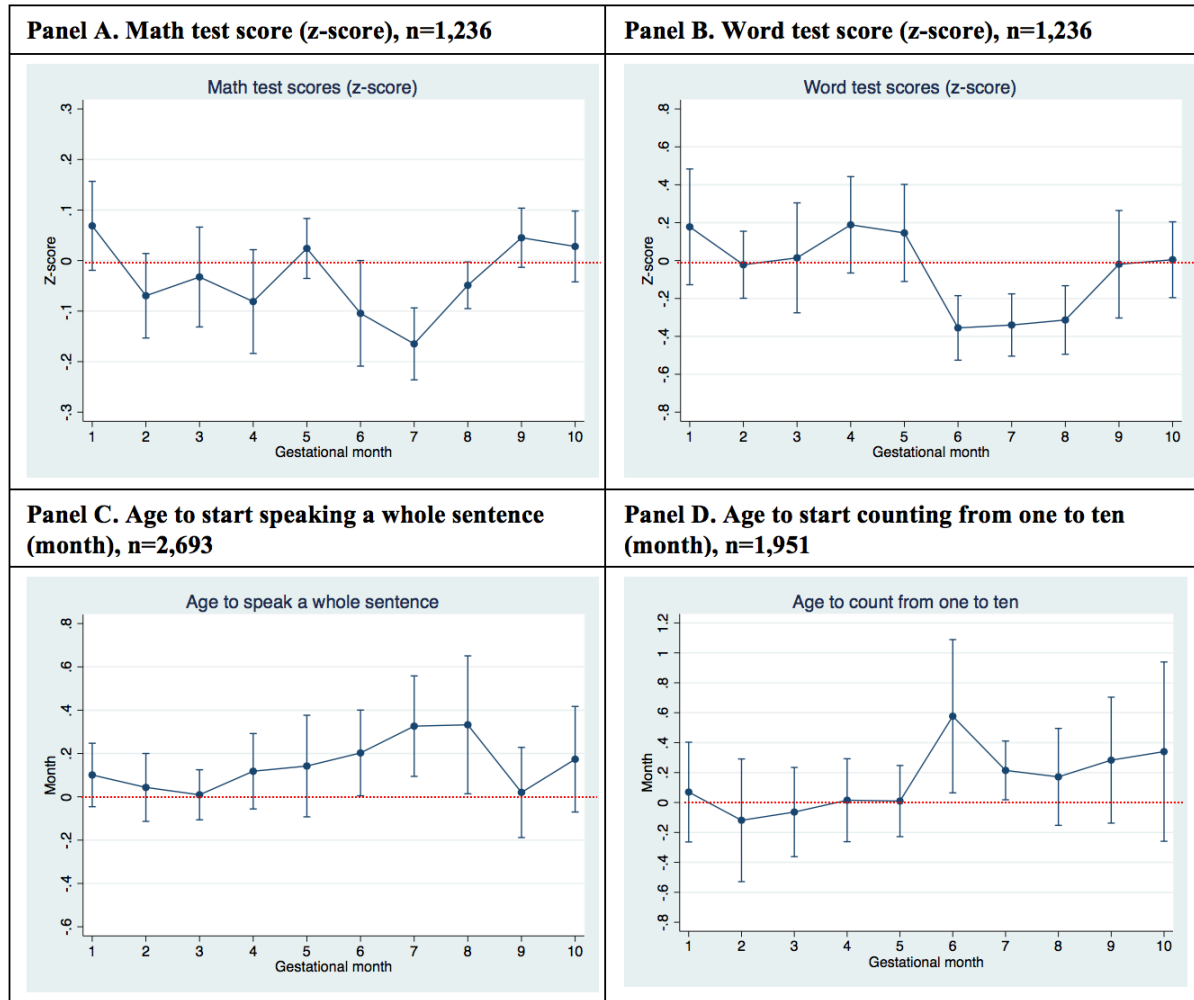 Panel A. Math test score (z-score), n=1,236
Panel B. Word test score (z-score), n=1,236
Math test scores (z-score)
Z-score
.3
.2
.1
0
-.1
-.2
-.3
1 2 3 4 5 6 7 8 9 10
Gestational month
Word test scores (z-score)
Z-score
.8
.6
.4
.2
0
-.2
-.4
-.6
-.8
1 2 3 4 5 6 7 8 9 10
Gestational month
Panel C. Age to start speaking a whole sentence
(month), n=2,693
Panel D. Age to start counting from one to ten
(month), n=1,951
Age to speak a whole sentence
Month
.8
.6
.4
.2
0
-.2
-.4
-.6
1 2 3 4 5 6 7 8 9 10
Gestational month
Age to count from one to ten
Month
1.2
1
.8
.6
.4
.2
0
-.2
-.4
-.6
-.8
1 2 3 4 5 6 7 8 9 10
Gestational month